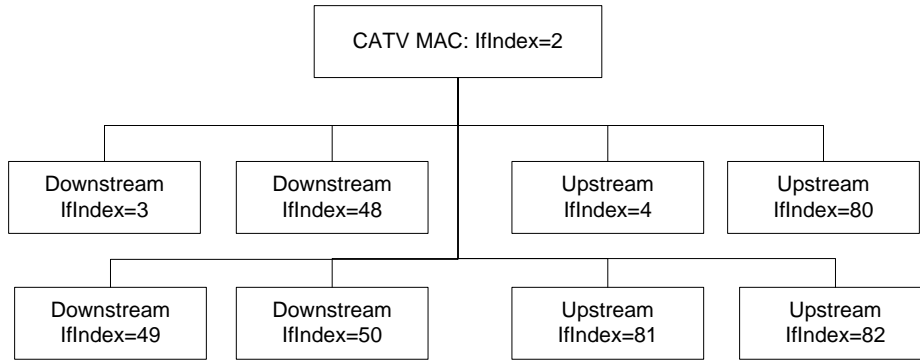 CATV MAC: IfIndex=2
Downstream
IfIndex=3
Downstream
IfIndex=48
Upstream
IfIndex=4
Upstream
IfIndex=80
Downstream
IfIndex=49
Downstream
IfIndex=50
Upstream
IfIndex=81
Upstream
IfIndex=82